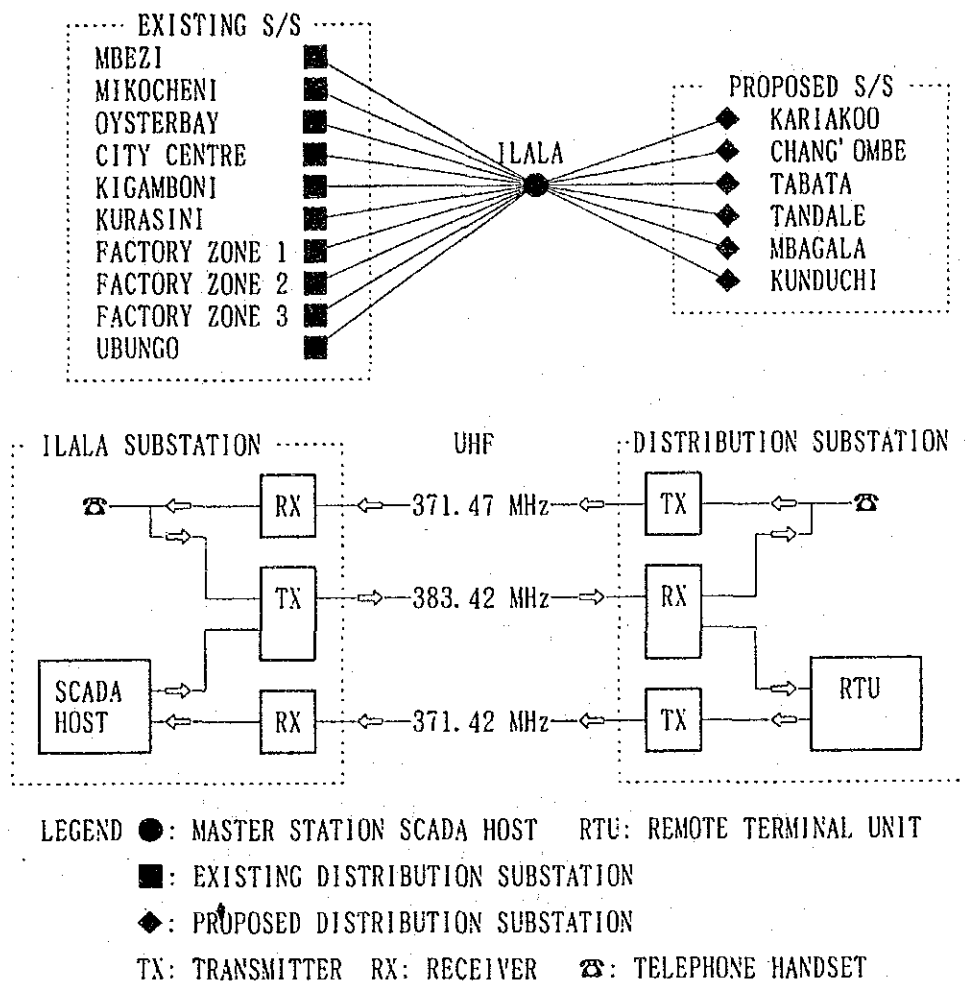 EXISTING S/S
MBEZI
MIKOCHENI
OYSTERBAY
CITY CENTRE
KIGAMBONI
KURASINI
FACTORY ZONE 1
FACTORY ZONE 2
FACTORY ZONE 3
UBUNGO
ILALA
PROPOSED S/S
KARIAKOO
CHANG'OMBE
TABATA
TANDALE
MBAGALA
KUNDUCHI
ILALA SUBSTATION
UHF
DISTRIBUTION SUBSTATION
☎ RX 371.47 MHz TX ☎
TX 383.42 MHz RX
SCADA
HOST
RX 371.42 MHz TX
RTU
LEGEND ●: MASTER STATION SCADA HOST RTU: REMOTE TERMINAL UNIT
■: EXISTING DISTRIBUTION SUBSTATION
◆: PROPOSED DISTRIBUTION SUBSTATION
TX: TRANSMITTER RX: RECEIVER ☎: TELEPHONE HANDSET